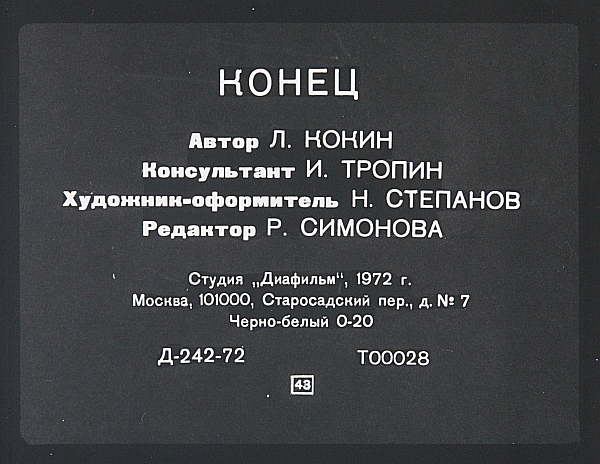 КОНЕЦ
Автор Л. КОКИН
Консультант И. ТРОПИН
Художник-оформитель Н. СТЕПАНОВ
Редактор Р. СИМОНОВА
Студия „Диафильм“, 1972 г.
Москва, 101000, Старосадский пер., д. № 7
Черно-белый 0-20
Д-242-72 Т00028
43